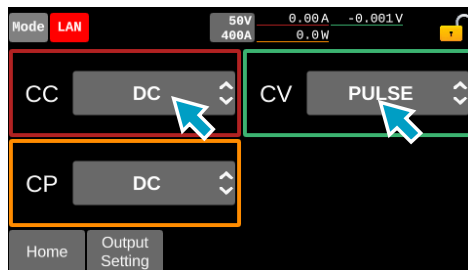 Mode LAN 50V 0.00A -0.001V
400A 0.0W
CC DC CV PULSE
CP DC
Home Output
Setting